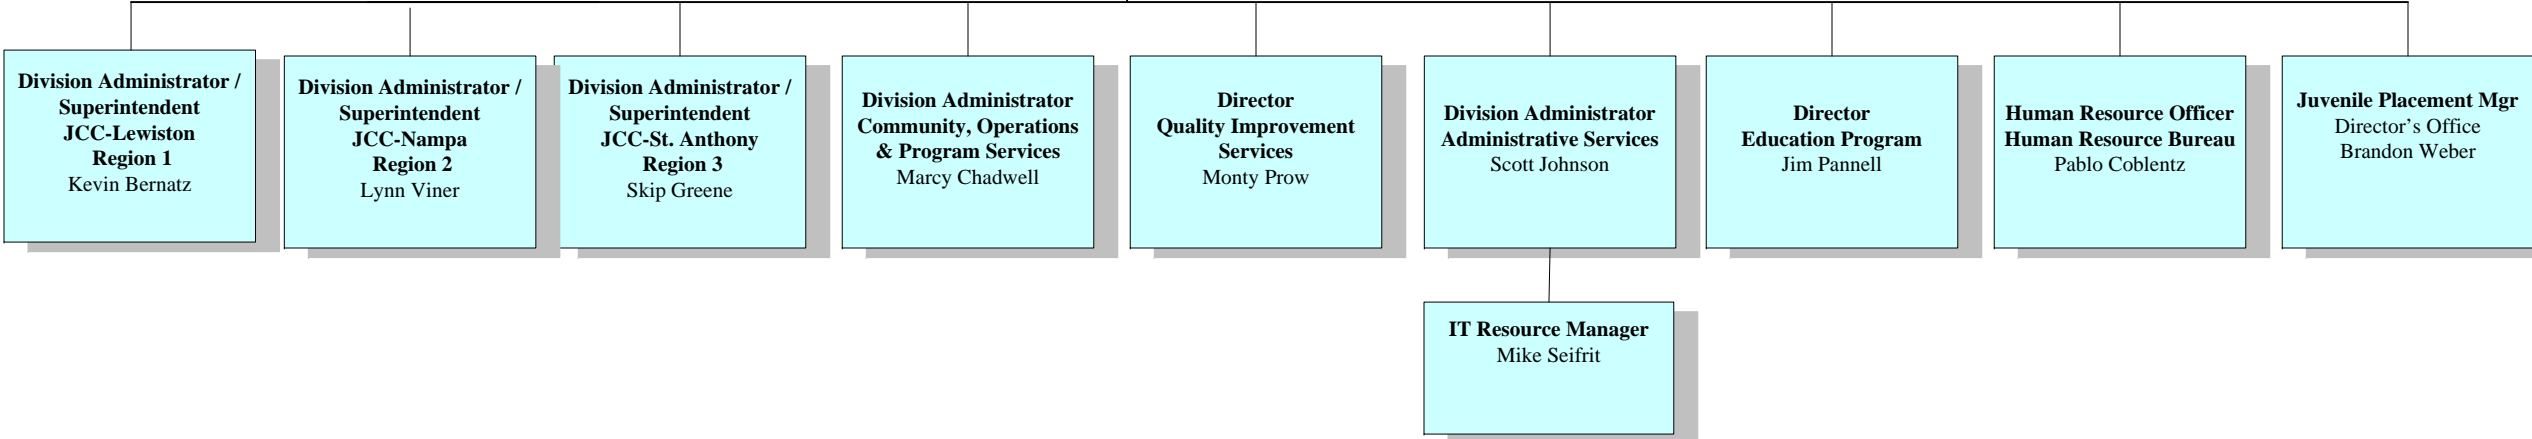 Division Administrator /
Superintendent
JCC-Lewiston
Region 1
Kevin Bernatz
Division Administrator /
Superintendent
JCC-Nampa
Region 2
Lynn Viner
Division Administrator /
Superintendent
JCC-St. Anthony
Region 3
Skip Greene
Division Administrator
Community, Operations
& Program Services
Marcy Chadwell
Director
Quality Improvement
Services
Monty Prow
Division Administrator
Administrative Services
Scott Johnson
Director
Education Program
Jim Pannell
Human Resource Officer
Human Resource Bureau
Pablo Coblentz
Juvenile Placement Mgr
Director’s Office
Brandon Weber
IT Resource Manager
Mike Seifrit